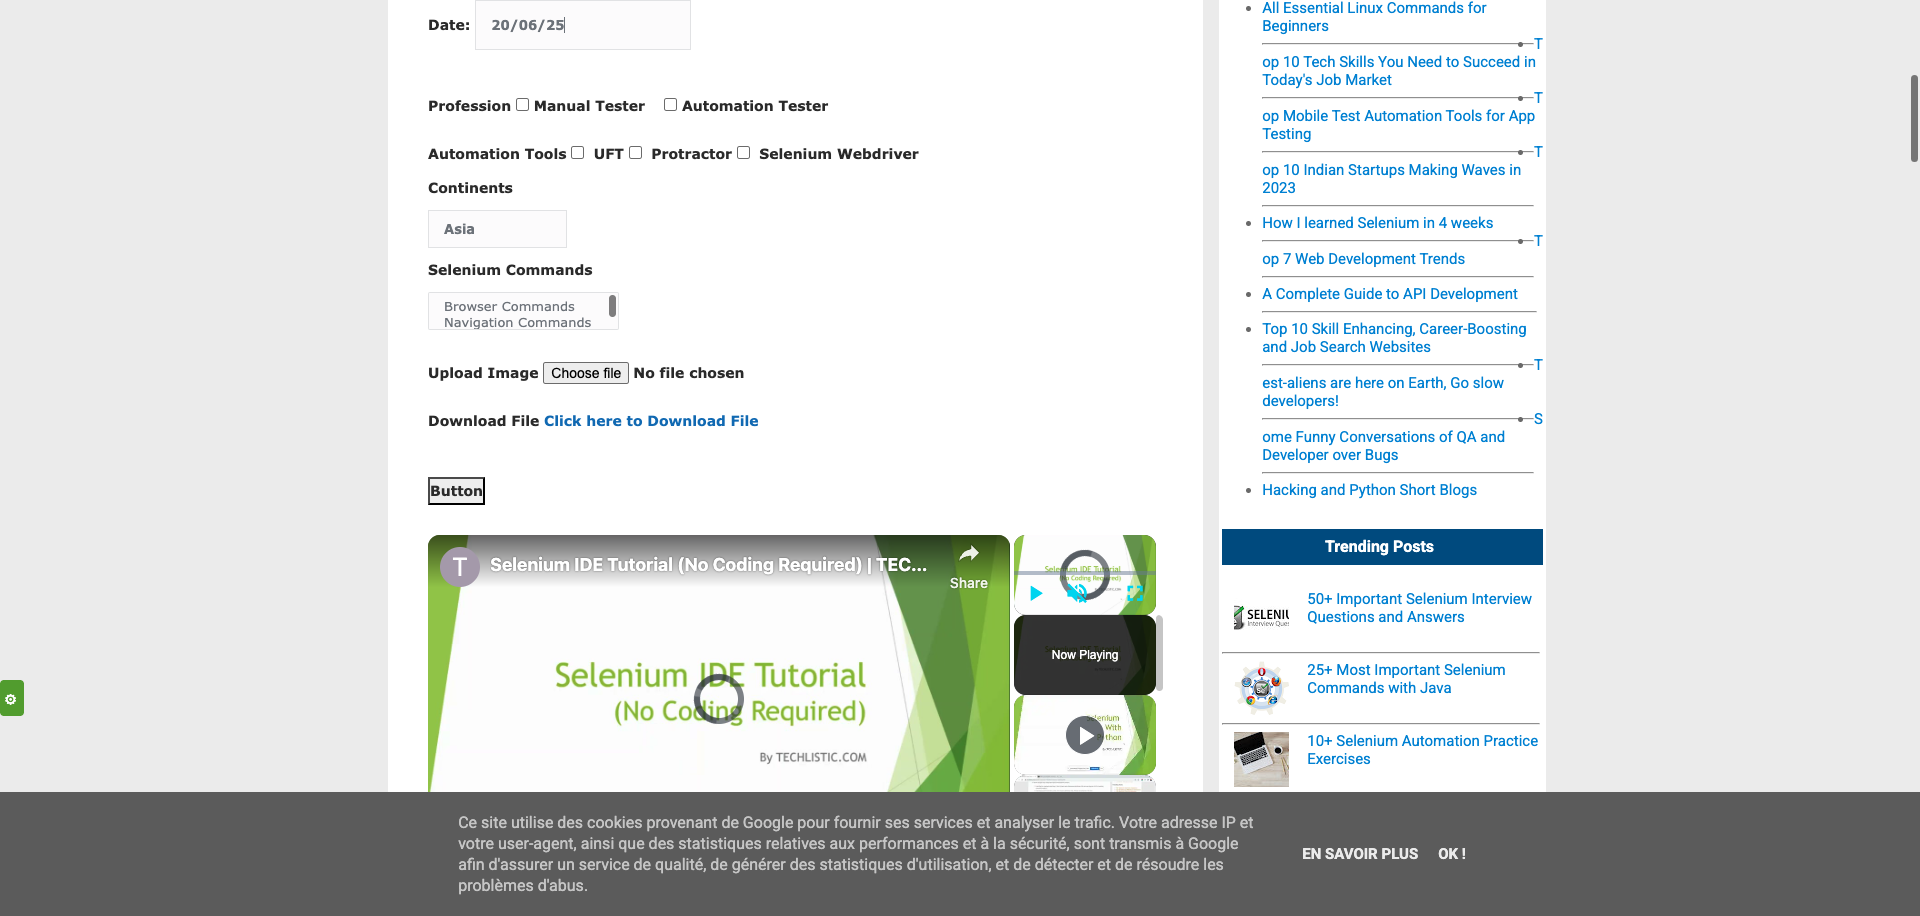 Date: 20/06/25
Profession Manual Tester Automation Tester
Automation Tools UFT Protractor Selenium Webdriver
Continents
Asia
Selenium Commands
Browser Commands
Navigation Commands
Upload Image Choose file No file chosen
Download File Click here to Download File
Button
T Selenium IDE Tutorial (No Coding Required) | TEC...
Share
Selenium IDE Tutorial
(No Coding Required)
By TECHLISTIC.COM
Selenium IDE Tutorial
(No Coding Required)
Now Playing
Selenium
With
Python
All Essential Linux Commands for
Beginners
T
op 10 Tech Skills You Need to Succeed in
Today's Job Market
T
op Mobile Test Automation Tools for App
Testing
T
op 10 Indian Startups Making Waves in
2023
How I learned Selenium in 4 weeks
T
op 7 Web Development Trends
A Complete Guide to API Development
Top 10 Skill Enhancing, Career-Boosting
and Job Search Websites
T
est-aliens are here on Earth, Go slow
developers!
S
ome Funny Conversations of QA and
Developer over Bugs
Hacking and Python Short Blogs
Trending Posts
SELENIU
Interview Ques
50+ Important Selenium Interview
Questions and Answers
25+ Most Important Selenium
Commands with Java
10+ Selenium Automation Practice
Exercises
Ce site utilise des cookies provenant de Google pour fournir ses services et analyser le trafic. Votre adresse IP et
votre user-agent, ainsi que des statistiques relatives aux performances et à la sécurité, sont transmis à Google
afin d'assurer un service de qualité, de générer des statistiques d'utilisation, et de détecter et de résoudre les
problèmes d'abus.
EN SAVOIR PLUS OK !